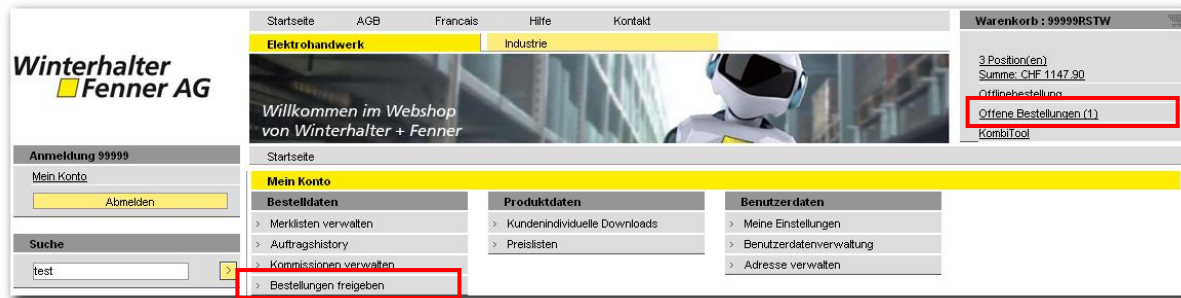 Startseite AGB Francais Hilfe Kontakt
Warenkorb : 99999RSTW
Elektrohandwerk Industrie
Winterhalter
Fenner AG
Willkommen im Webshop
von Winterhalter + Fenner
3 Position(en)
Summe: CHF 1147.90
Offlinebestellung
Offene Bestellungen (1)
KombiTool
Anmeldung 99999
Mein Konto
Abmelden
Suche
test
>
Startseite
Mein Konto
Bestelldaten Produktdaten Benutzerdaten
> Merklisten verwalten > Kundenindividuelle Downloads > Meine Einstellungen
> Auftragshistory > Preislisten > Benutzerdatenverwaltung
> Kommissionen verwalten > Adresse verwalten
> Bestellungen freigeben